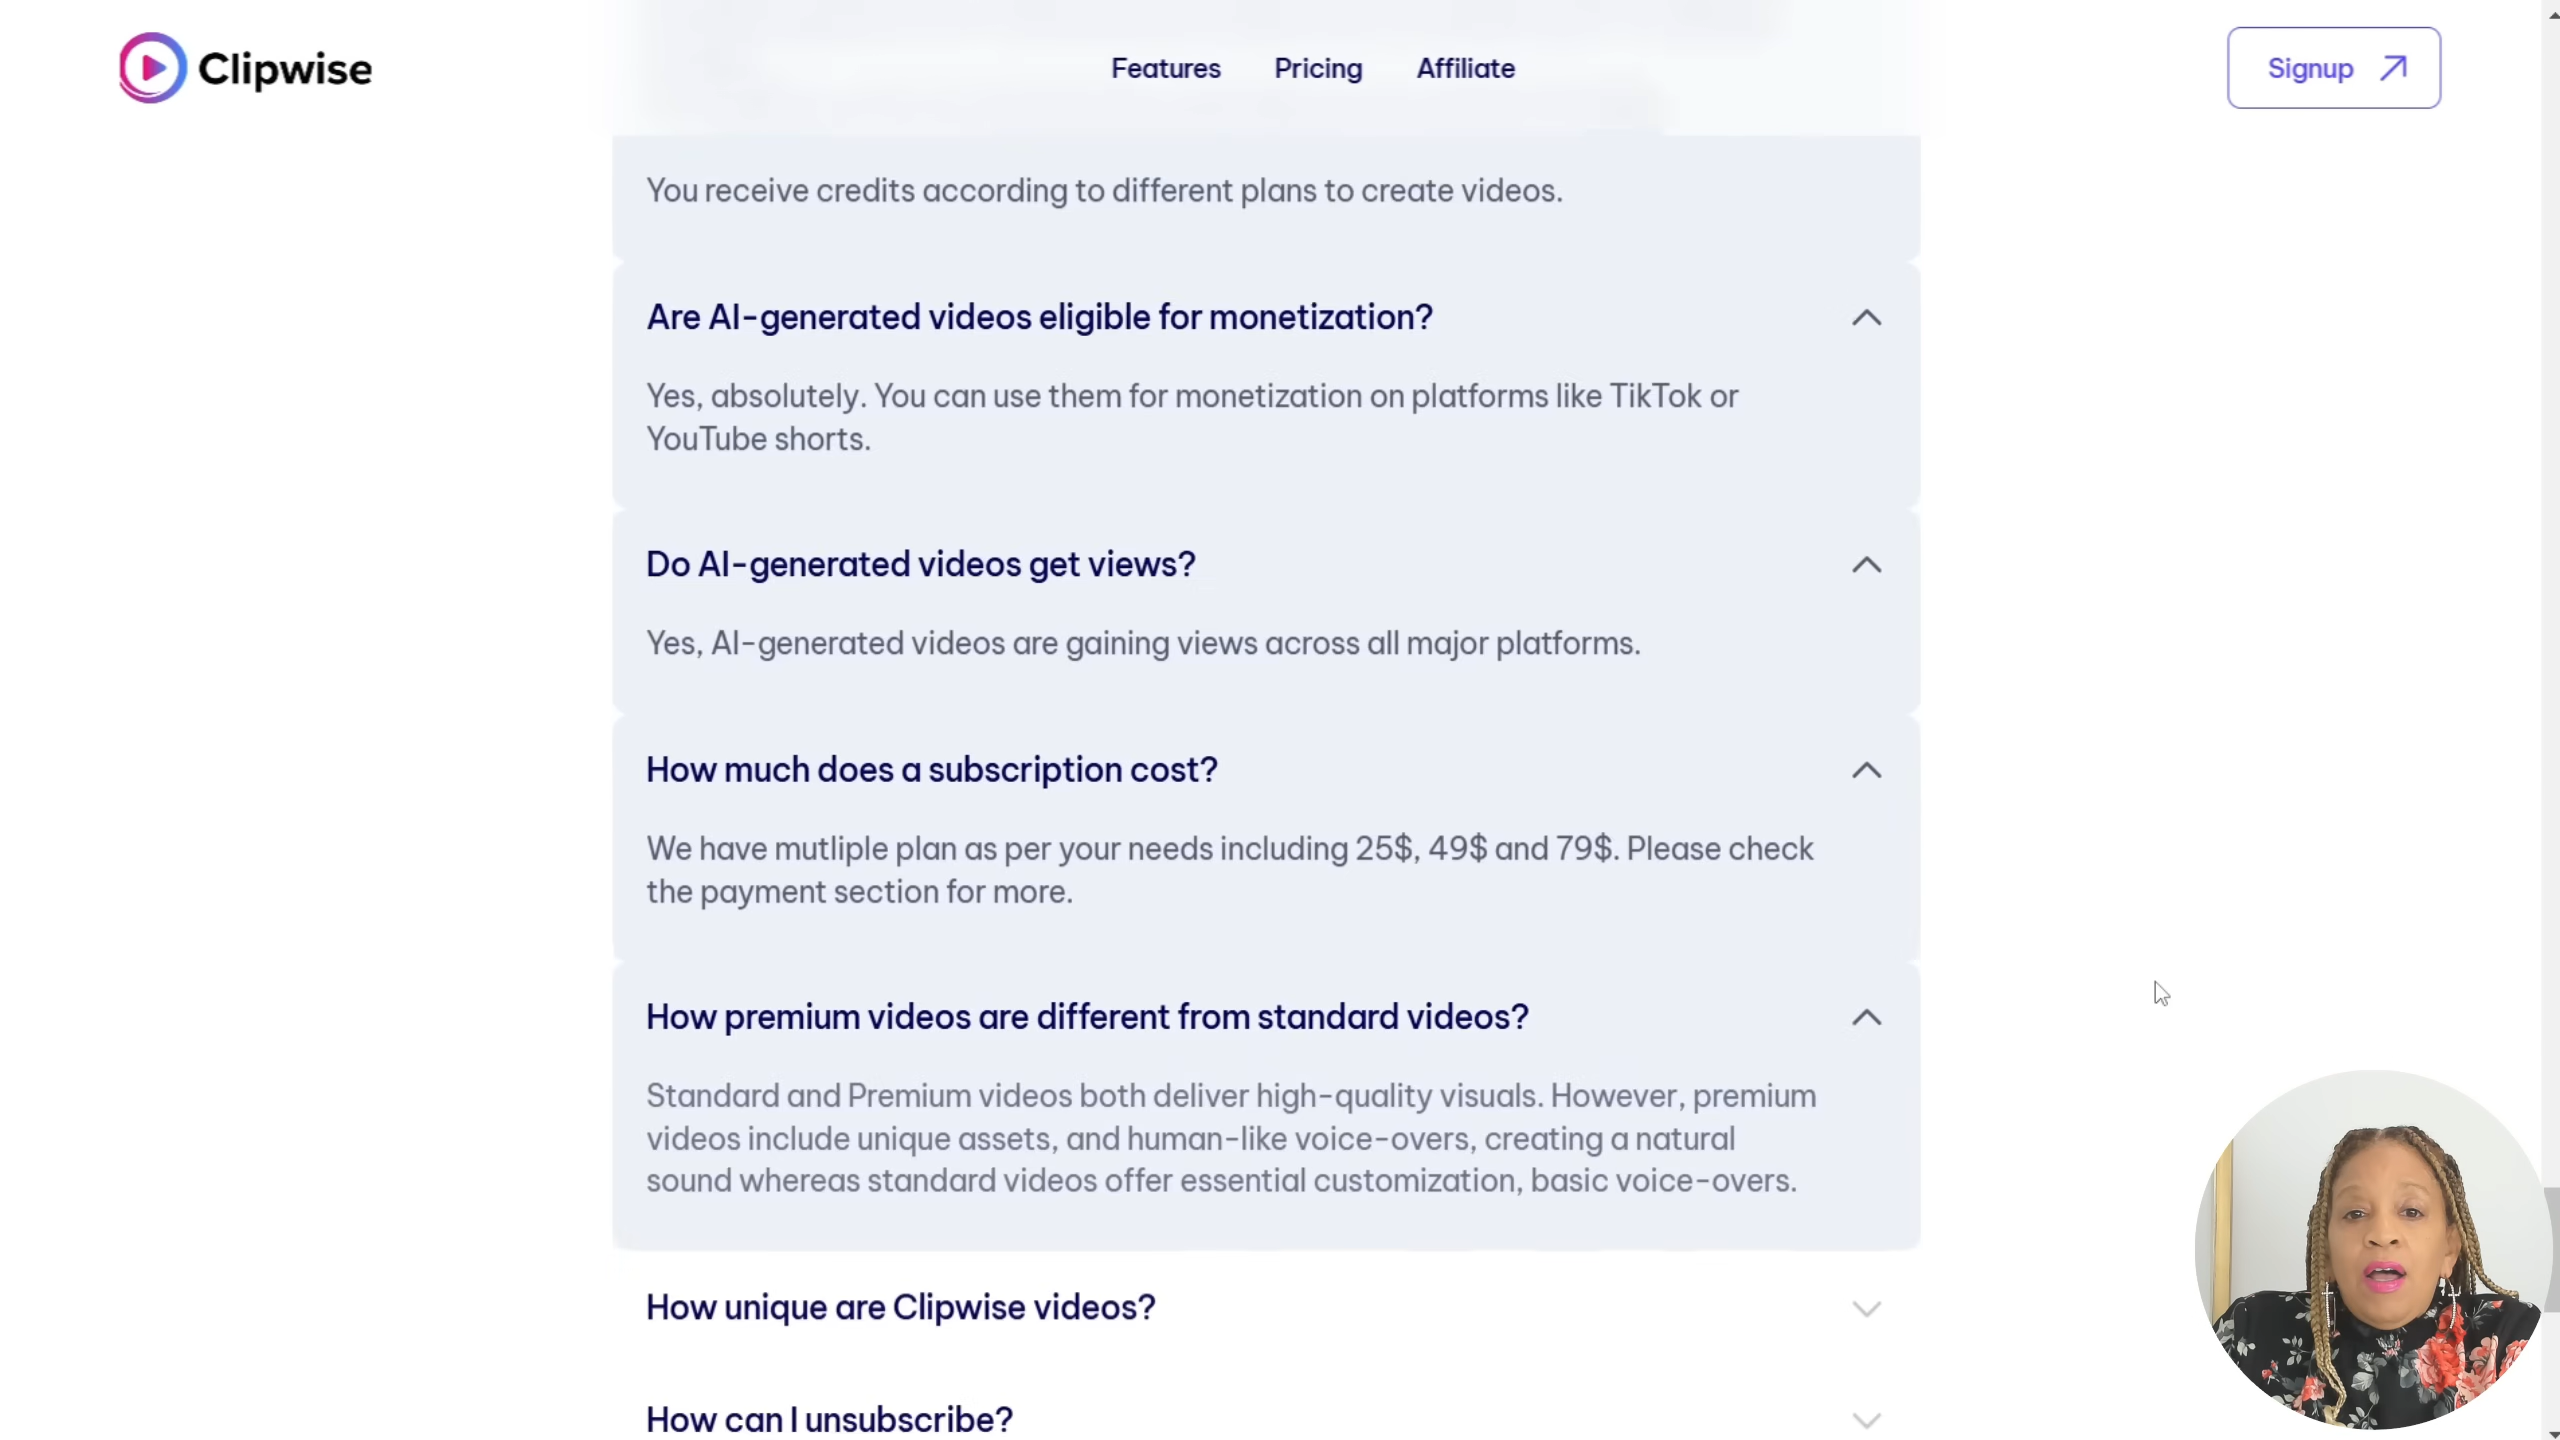 Clipwise
Features
Pricing
Affiliate
Signup
You receive credits according to different plans to create videos.
Are AI-generated videos eligible for monetization?
Yes, absolutely. You can use them for monetization on platforms like TikTok or
YouTube shorts.
Do AI-generated videos get views?
Yes, AI-generated videos are gaining views across all major platforms.
How much does a subscription cost?
We have mutliple plan as per your needs including 25$, 49$ and 79$. Please check
the payment section for more.
How premium videos are different from standard videos?
Standard and Premium videos both deliver high-quality visuals. However, premium
videos include unique assets, and human-like voice-overs, creating a natural
sound whereas standard videos offer essential customization, basic voice-overs.
How unique are Clipwise videos?
How can I unsubscribe?